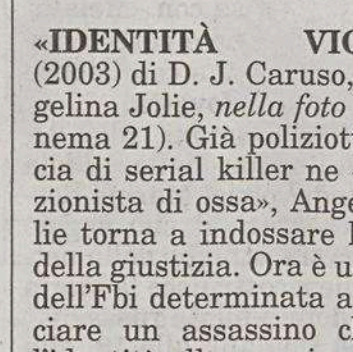 «IDENTITÀ VIO
(2003) di D. J. Caruso,
gelina Jolie, nella foto
nema 21). Già poliziott
cia di serial killer ne
zionista di ossa», Ange
lie torna a indossare
della giustizia. Ora è u
dell'Fbi determinata a
ciare un assassino c